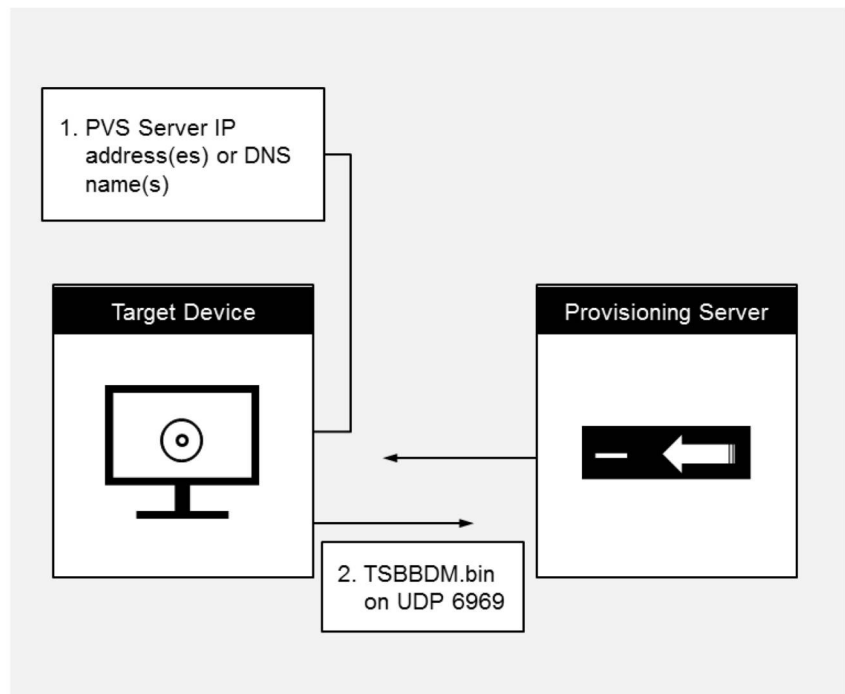 1. PVS Server IP
address(es) or DNS
name(s)
Target Device
Provisioning Server
2. TSBBDM.bin
on UDP 6969